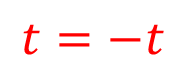 t = −t